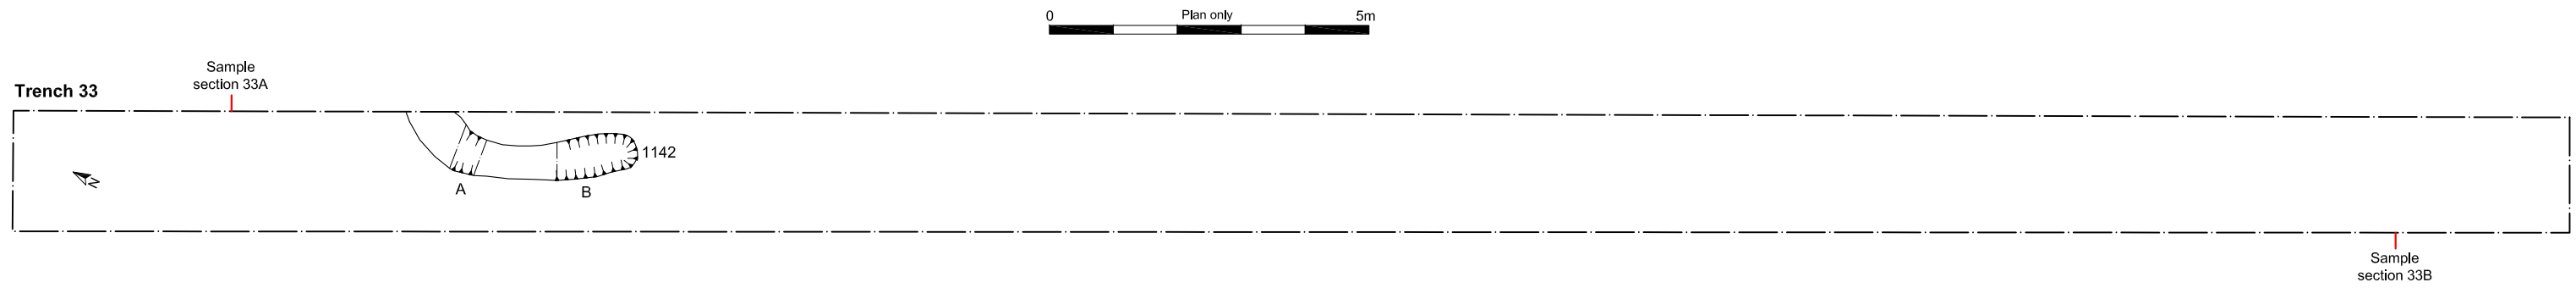 0 Plan only 5m
Sample
section 33A
Trench 33
1142
N
A
B
Sample
section 33B